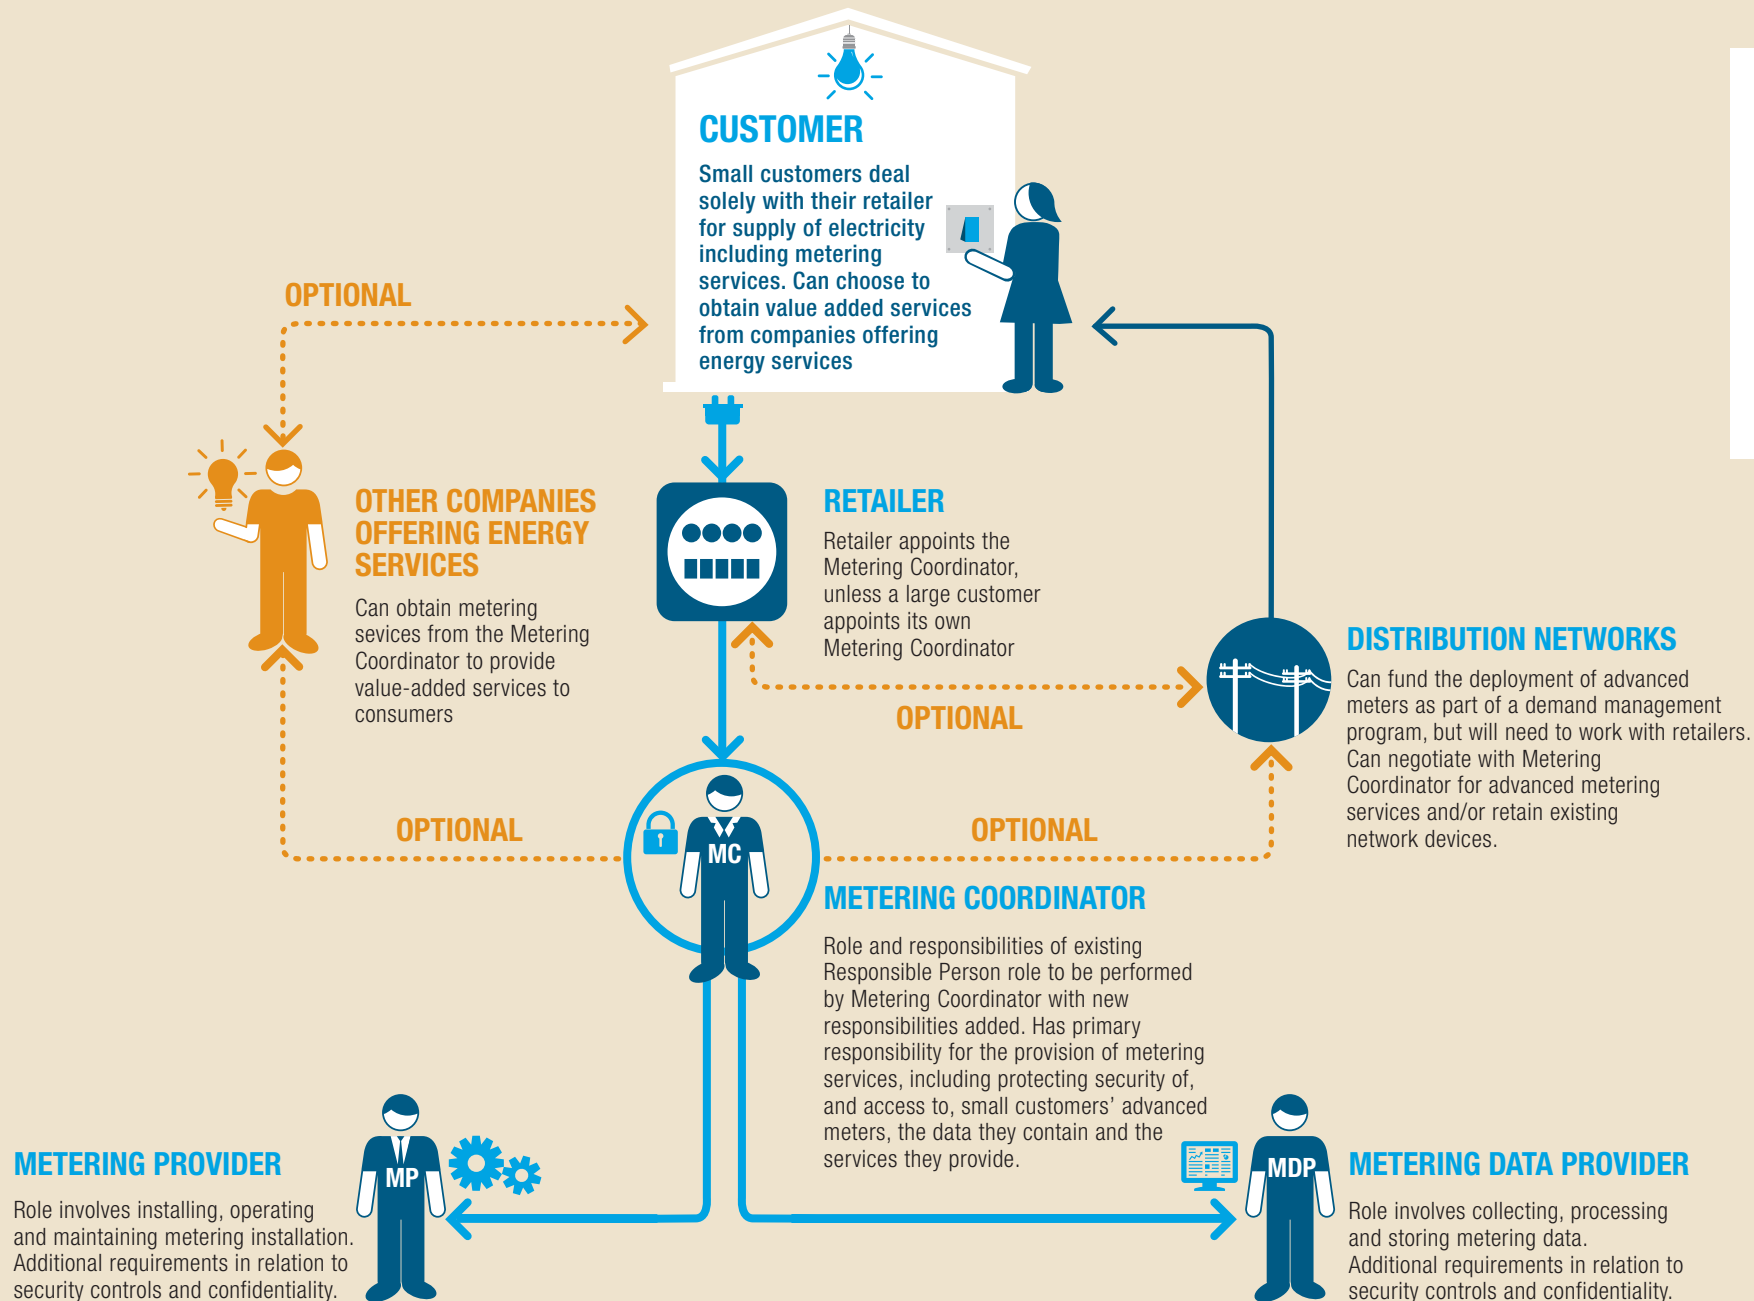 CUSTOMER
Small customers deal
solely with their retailer
for supply of electricity
including metering
services. Can choose to
obtain value added services
from companies offering
energy services
OPTIONAL
OTHER COMPANIES
OFFERING ENERGY
SERVICES
Can obtain metering
sevices from the Metering
Coordinator to provide
value-added services to
consumers
RETAILER
Retailer appoints the
Metering Coordinator,
unless a large customer
appoints its own
Metering Coordinator
OPTIONAL
DISTRIBUTION NETWORKS
Can fund the deployment of advanced
meters as part of a demand management
program, but will need to work with retailers.
Can negotiate with Metering
Coordinator for advanced metering
services and/or retain existing
network devices.
OPTIONAL
MC
OPTIONAL
METERING COORDINATOR
Role and responsibilities of existing
Responsible Person role to be performed
by Metering Coordinator with new
responsibilities added. Has primary
responsibility for the provision of metering
services, including protecting security of,
and access to, small customers’ advanced
meters, the data they contain and the
services they provide.
METERING PROVIDER
Role involves installing, operating
and maintaining metering installation.
Additional requirements in relation to
security controls and confidentiality.
MP
MDP
METERING DATA PROVIDER
Role involves collecting, processing
and storing metering data.
Additional requirements in relation to
security controls and confidentiality.